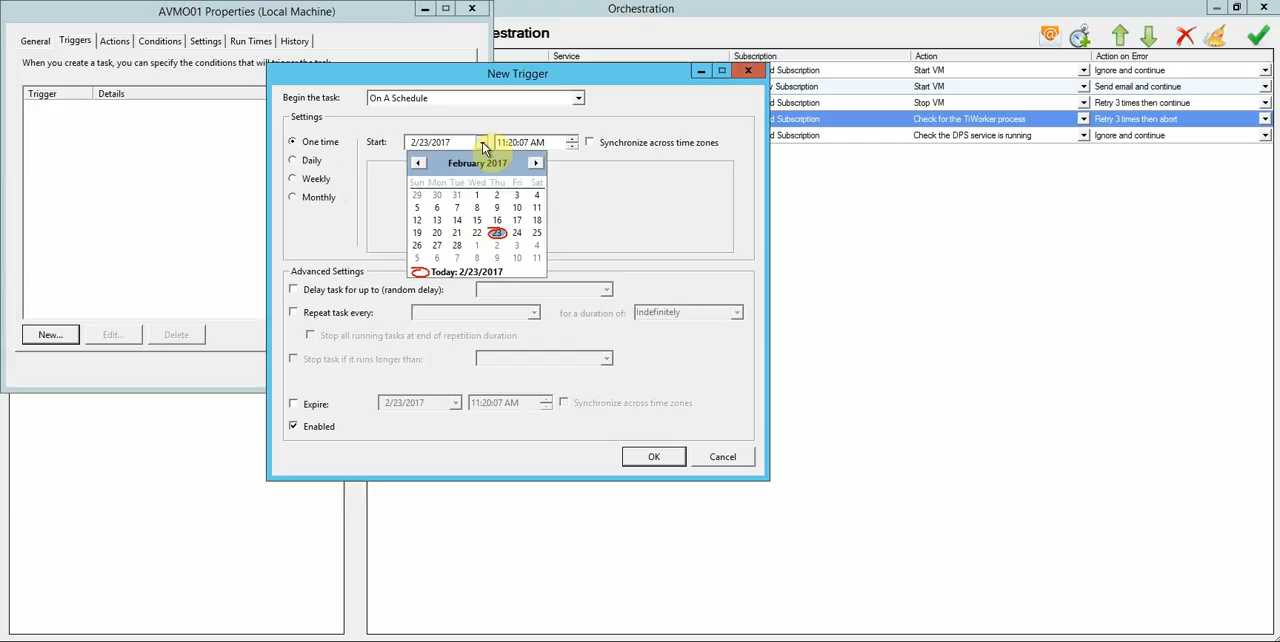 AVMO01 Properties (Local Machine)
Orchestration
General Triggers Actions Conditions Settings Run Times History
When you create a task, you can specify the conditions that will trigger the task.
Trigger Details
New... Edit... Delete
New Trigger
Begin the task: On A Schedule
Settings
One time
Daily
Weekly
Monthly
Start: 2/23/2017 11:20:07 AM Synchronize across time zones
February 2017
Sun Mon Tue Wed Thu Fri Sat
29 30 31 1 2 3 4
5 6 7 8 9 10 11
12 13 14 15 16 17 18
19 20 21 22 23 24 25
26 27 28 1 2 3 4
5 6 7 8 9 10 11
Today: 2/23/2017
Advanced Settings
Delay task for up to (random delay):
Repeat task every: for a duration of: Indefinitely
Stop all running tasks at end of repetition duration
Stop task if it runs longer than:
Expire: 2/23/2017 11:20:07 AM Synchronize across time zones
Enabled
OK Cancel
estration
Service Subscription Action Action on Error
d Subscription Start VM Ignore and continue
Subscription Start VM Send email and continue
d Subscription Stop VM Retry 3 times then continue
d Subscription Check for the TiWorker process Retry 3 times then abort
d Subscription Check the DPS service is running Ignore and continue